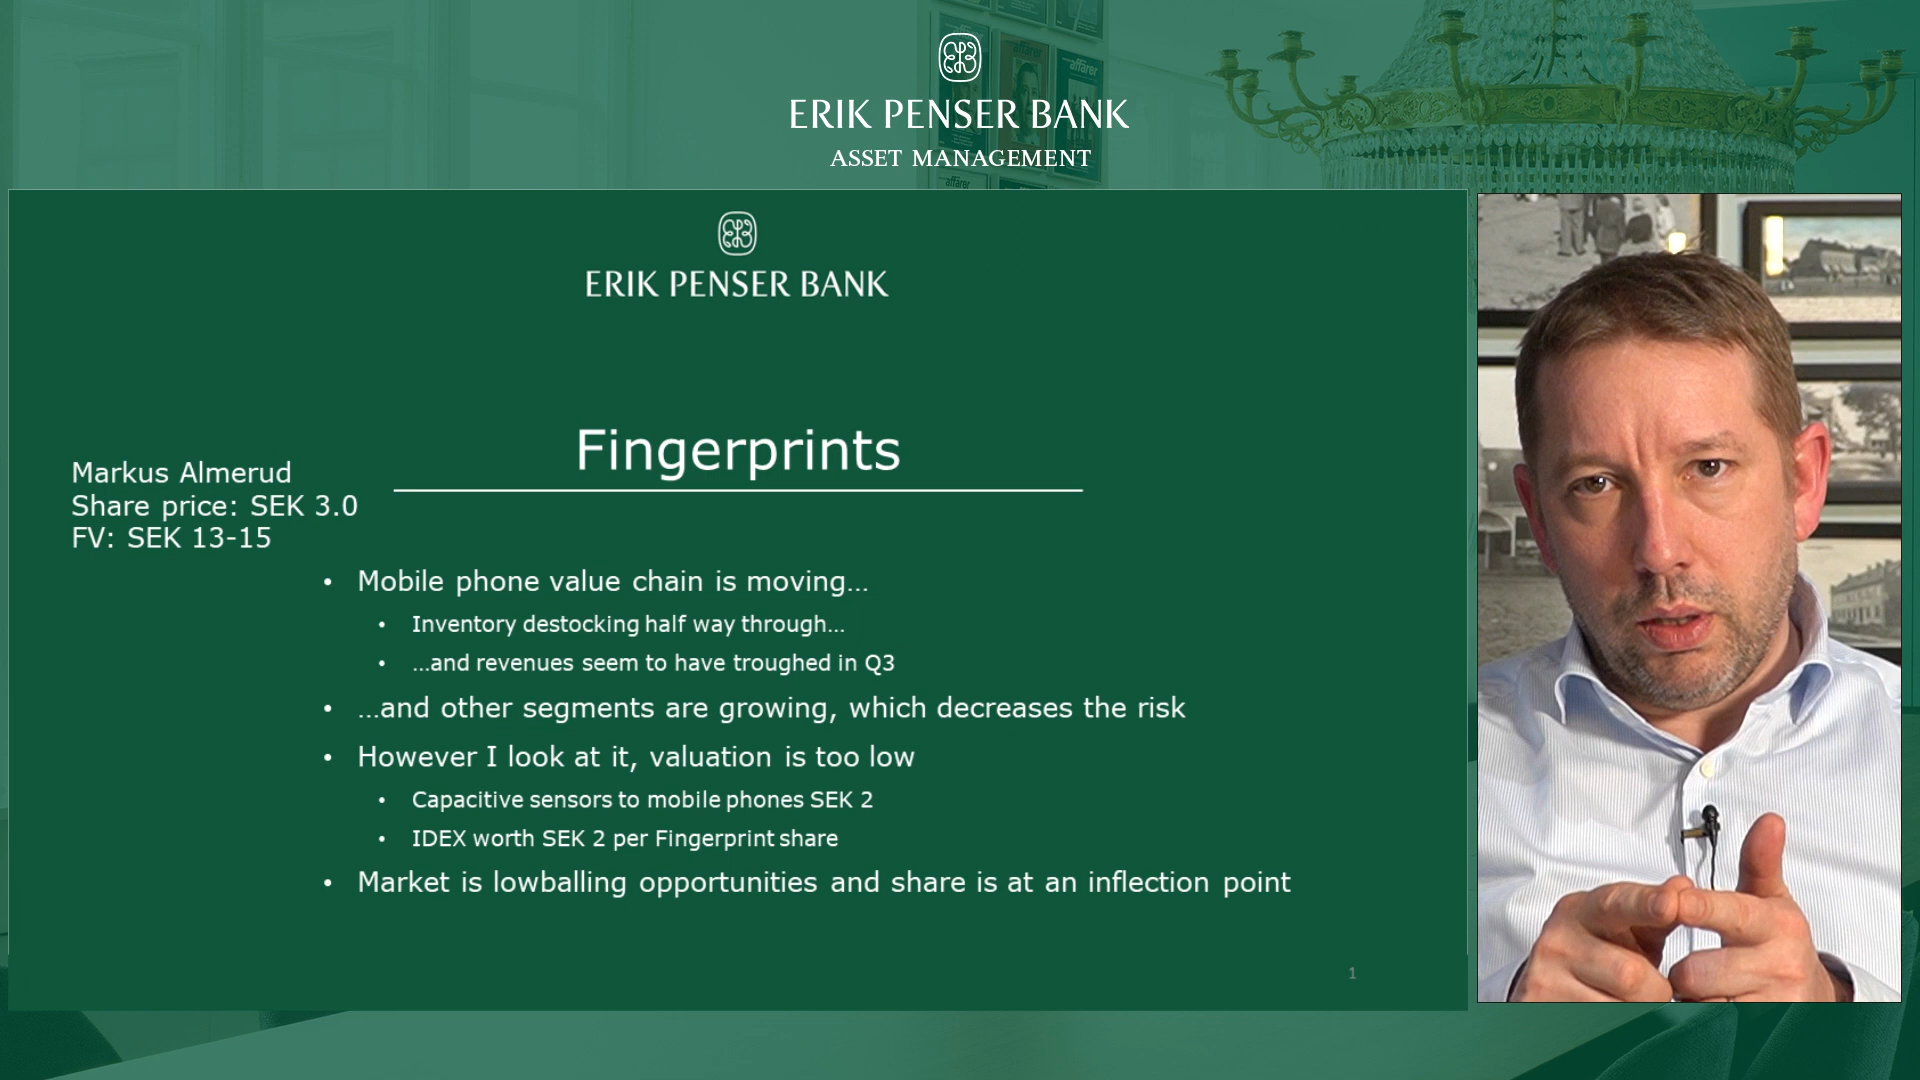 affärer
affärer
ERIK PENSER BANK
ASSET MANAGEMENT
affärer
ERIK PENSER BANK
Fingerprints
Markus Almerud
Share price: SEK 3.0
FV: SEK 13-15
• Mobile phone value chain is moving...
• Inventory destocking half way through...
• ...and revenues seem to have troughed in Q3
• ...and other segments are growing, which decreases the risk
• However I look at it, valuation is too low
• Capacitive sensors to mobile phones SEK 2
• IDEX worth SEK 2 per Fingerprint share
• Market is lowballing opportunities and share is at an inflection point
1